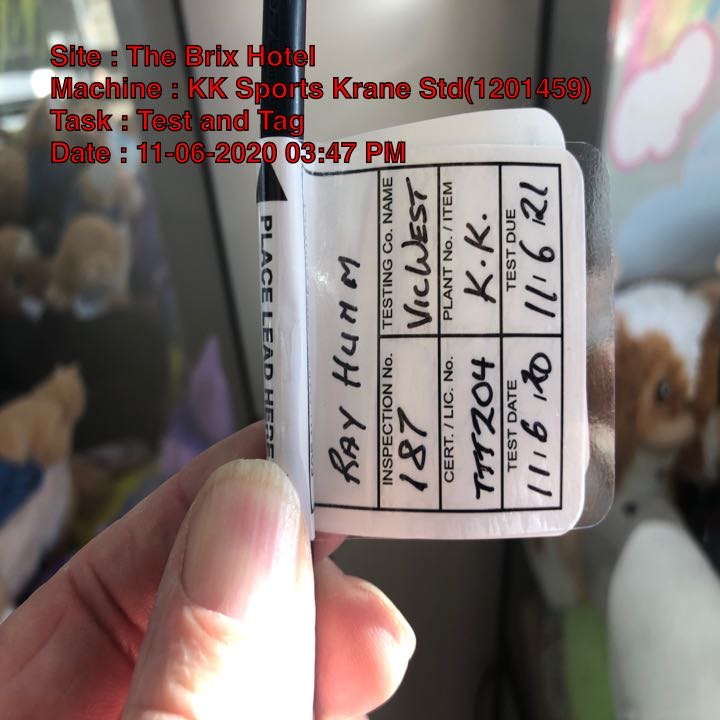 Site : The Brix Hotel
Machine : KK Sports Krane Std(1201459)
Task : Test and Tag
Date : 11-06-2020 03:47 PM
PLACE LEAD HERE
RAY HUMM
INSPECTION No. TESTING Co. NAME
187 VICWEST
CERT. / LIC. No. PLANT No. / ITEM
TTT204 K.K.
TEST DATE TEST DUE
11.6.20 11.6.21